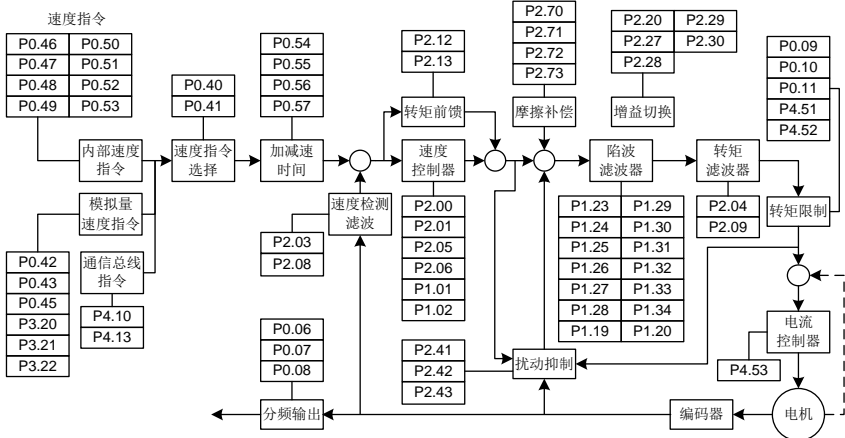 速度指令
P0.46 P0.50
P0.47 P0.51
P0.48 P0.52
P0.49 P0.53
P0.40
P0.41
P0.54
P0.55
P0.56
P0.57
P2.12
P2.13
P2.70
P2.71
P2.72
P2.73
P2.20 P2.29
P2.27 P2.30
P2.28
P0.09
P0.10
P0.11
P4.51
P4.52
转矩前馈
摩擦补偿
增益切换
内部速度
指令
速度指令
选择
加减速
时间
速度
控制器
陷波
滤波器
转矩
滤波器
转矩限制
模拟量
速度指令
速度检测
滤波
P2.03
P2.08
P2.00
P2.01
P2.05
P2.06
P1.01
P1.02
P1.23 P1.29
P1.24 P1.30
P1.25 P1.31
P1.26 P1.32
P1.27 P1.33
P1.28 P1.34
P1.19 P1.20
P2.04
P2.09
P0.42
P0.43
P0.45
P3.20
P3.21
P3.22
通信总线
指令
P4.10
P4.13
P0.06
P0.07
P0.08
P2.41
P2.42
P2.43
扰动抑制
电流
控制器
P4.53
分频输出
编码器
电机